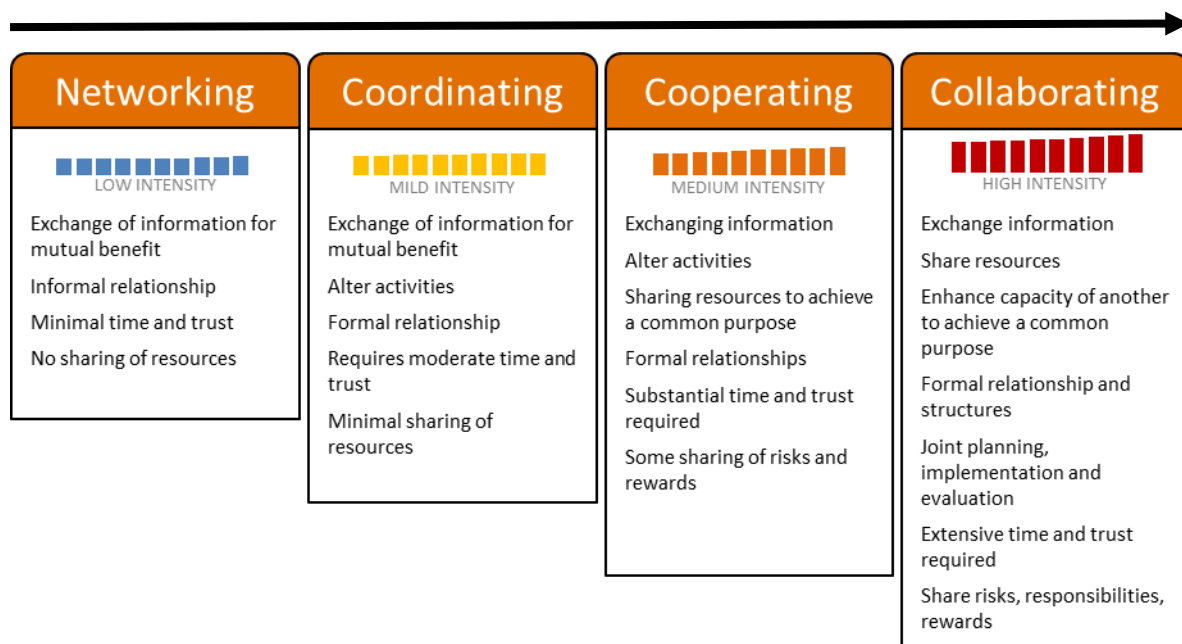 Networking
LOW INTENSITY
Exchange of information for
mutual benefit
Informal relationship
Minimal time and trust
No sharing of resources
Coordinating
MILD INTENSITY
Exchange of information for
mutual benefit
Alter activities
Formal relationship
Requires moderate time and
trust
Minimal sharing of
resources
Cooperating
MEDIUM INTENSITY
Exchanging information
Alter activities
Sharing resources to achieve
a common purpose
Formal relationships
Substantial time and trust
required
Some sharing of risks and
rewards
Collaborating
HIGH INTENSITY
Exchange information
Share resources
Enhance capacity of another
to achieve a common
purpose
Formal relationship and
structures
Joint planning,
implementation and
evaluation
Extensive time and trust
required
Share risks, responsibilities,
rewards